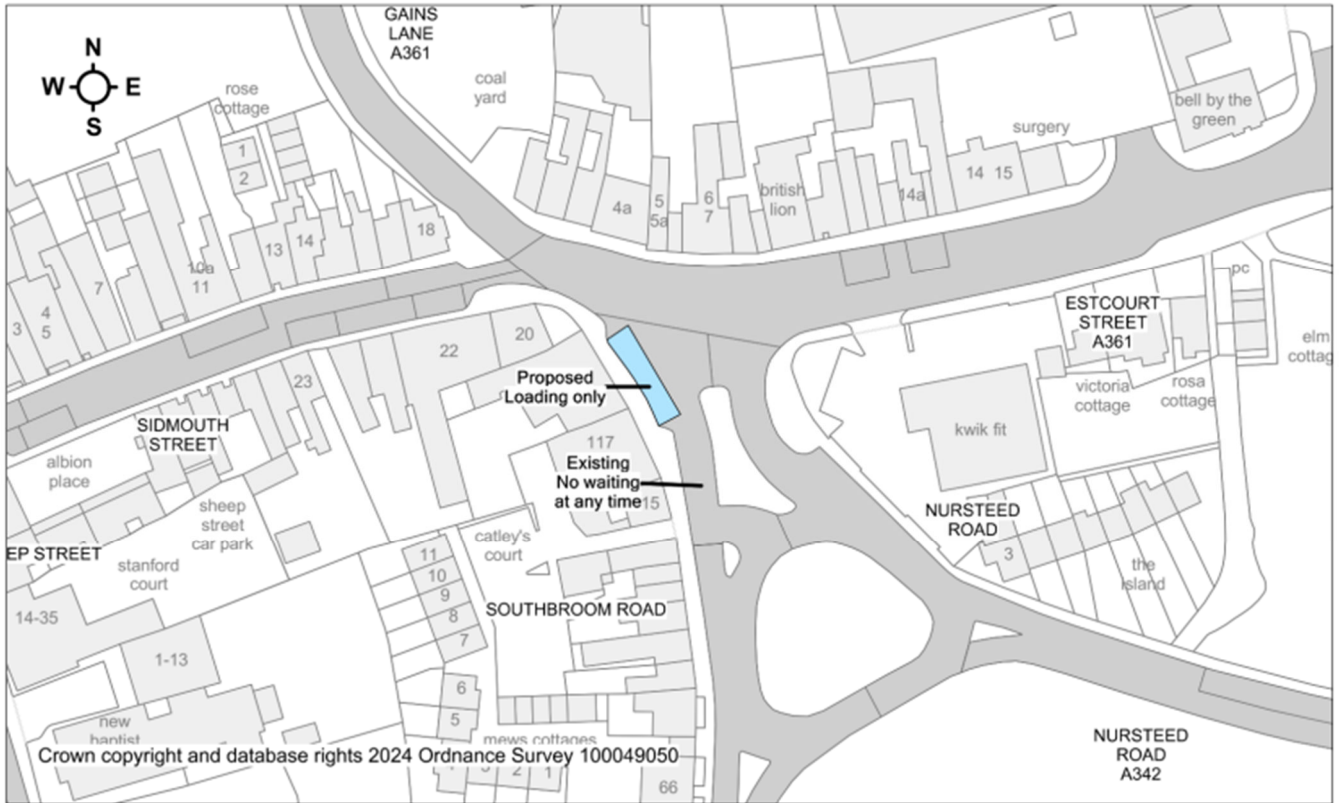 GAINS
LANE
A361
N
W E
S
coal
yard
rose
cottage
bell by the
green
surgery
1
2
4a
5
5a
6
7
british
lion
14a
14 15
18
13
14
10a
11
7
4
5
3
pc
ESTCOURT
STREET
A361
elm
cottag
victoria
cottage
rosa
cottage
kwik fit
20
22
23
Proposed
Loading only
SIDMOUTH
STREET
albion
place
117
Existing
No waiting
at any time
15
sheep
street
car park
NURSTEED
ROAD
3
the
island
EP STREET
stanford
court
catley's
court
11
10
9
8
7
SOUTHBROOM ROAD
14-35
1-13
6
5
new
baptist
mews cottages
Crown copyright and database rights 2024 Ordnance Survey 100049050
2
1
66
NURSTEED
ROAD
A342